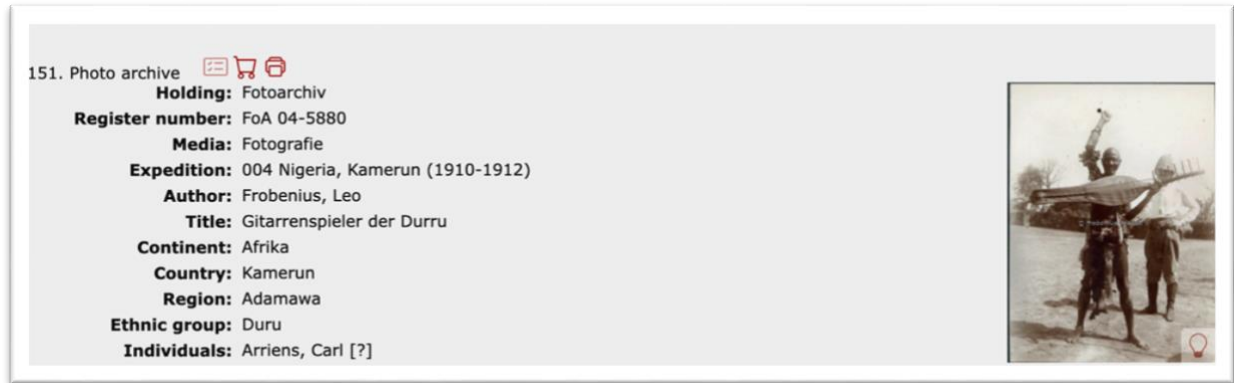 151. Photo archive
Holding: Fotoarchiv
Register number: FoA 04-5880
Media: Fotografie
Expedition: 004 Nigeria, Kamerun (1910-1912)
Author: Frobenius, Leo
Title: Gitarrenspieler der Durru
Continent: Afrika
Country: Kamerun
Region: Adamawa
Ethnic group: Duru
Individuals: Arriens, Carl [?]